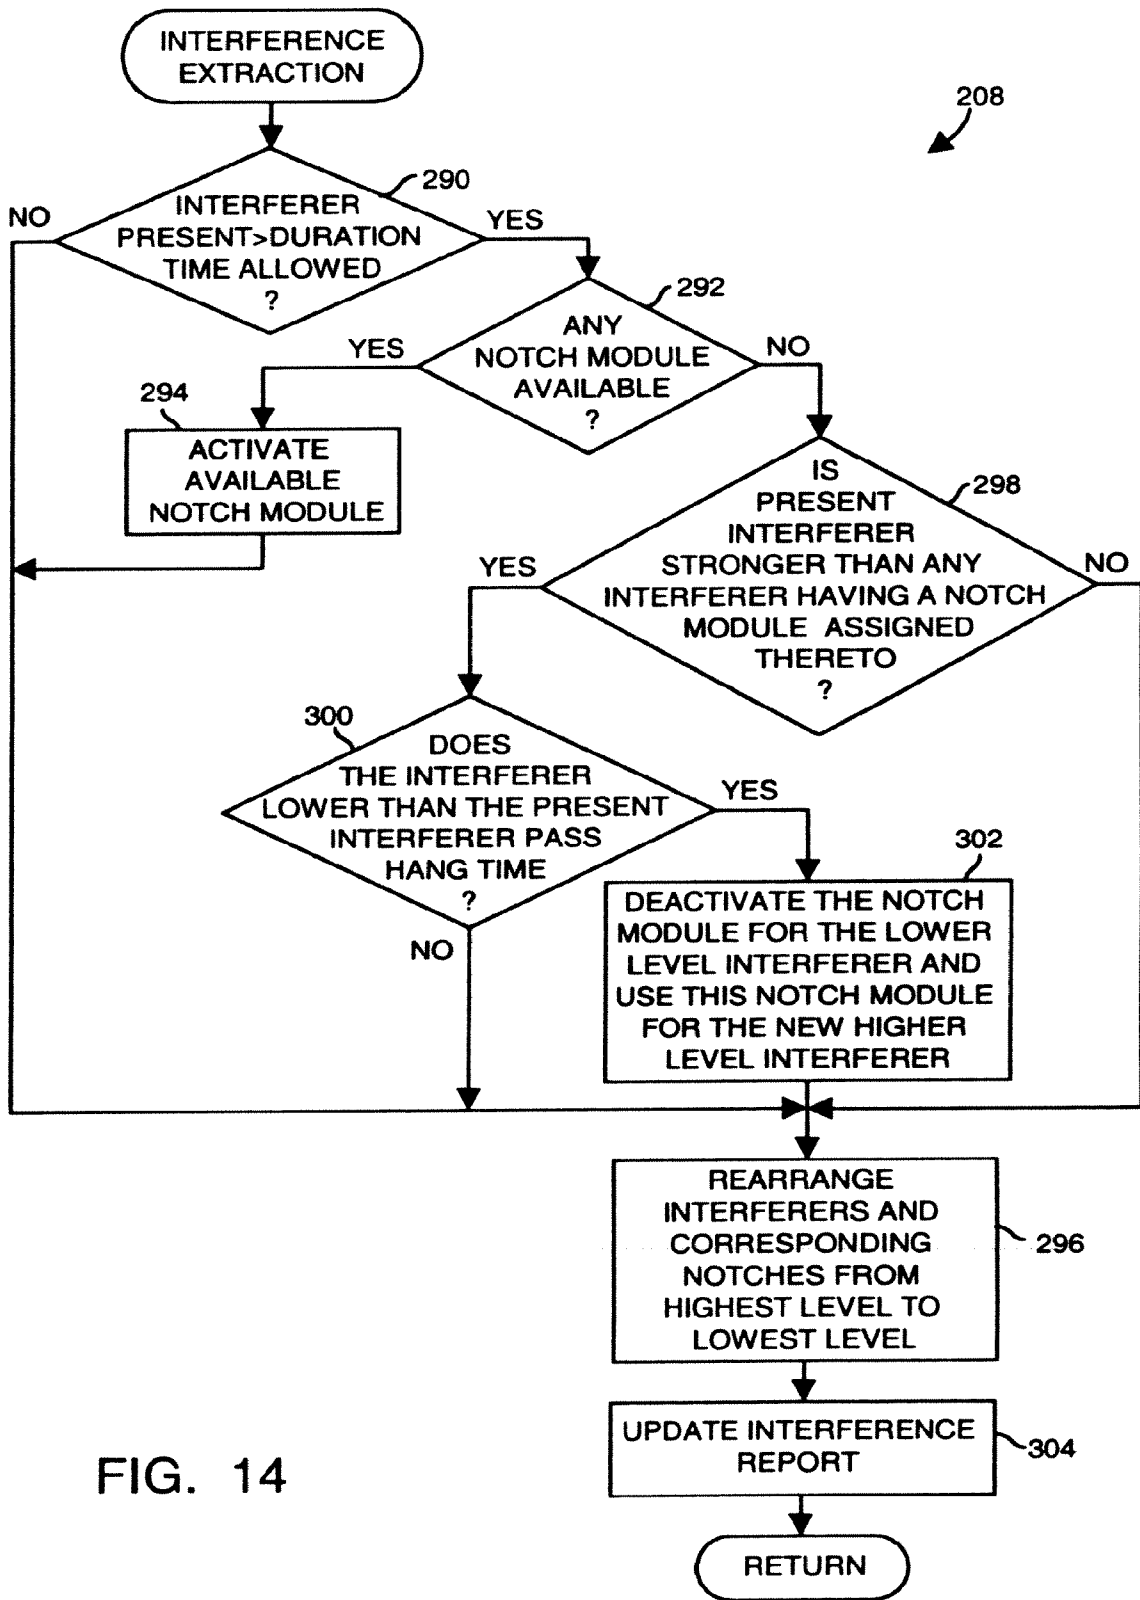 INTERFERENCE
EXTRACTION
208
290
NO
INTERFERER
PRESENT>DURATION
TIME ALLOWED
?
YES
292
YES
ANY
NOTCH MODULE
AVAILABLE
?
NO
294
ACTIVATE
AVAILABLE
NOTCH MODULE
298
IS
PRESENT
INTERFERER
STRONGER THAN ANY
INTERFERER HAVING A NOTCH
MODULE ASSIGNED
THERETO
?
YES
NO
300
DOES
THE INTERFERER
LOWER THAN THE PRESENT
INTERFERER PASS
HANG TIME
?
YES
NO
302
DEACTIVATE THE NOTCH
MODULE FOR THE LOWER
LEVEL INTERFERER AND
USE THIS NOTCH MODULE
FOR THE NEW HIGHER
LEVEL INTERFERER
REARRANGE
INTERFERERS AND
CORRESPONDING
NOTCHES FROM
HIGHEST LEVEL TO
LOWEST LEVEL
296
UPDATE INTERFERENCE
REPORT
304
FIG. 14
RETURN